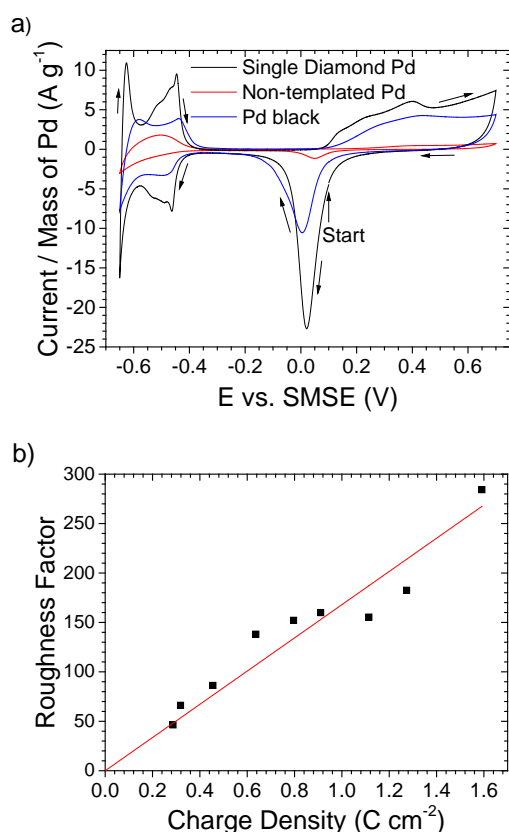 a)
Current / Mass of Pd (A g⁻¹)
10
5
0
-5
-10
-15
-20
-25
Single Diamond Pd
Non-templated Pd
Pd black
Start
-0.6 -0.4 -0.2 0.0 0.2 0.4 0.6
E vs. SMSE (V)
b)
Roughness Factor
300
250
200
150
100
50
0
0.0 0.2 0.4 0.6 0.8 1.0 1.2 1.4 1.6
Charge Density (C cm⁻²)